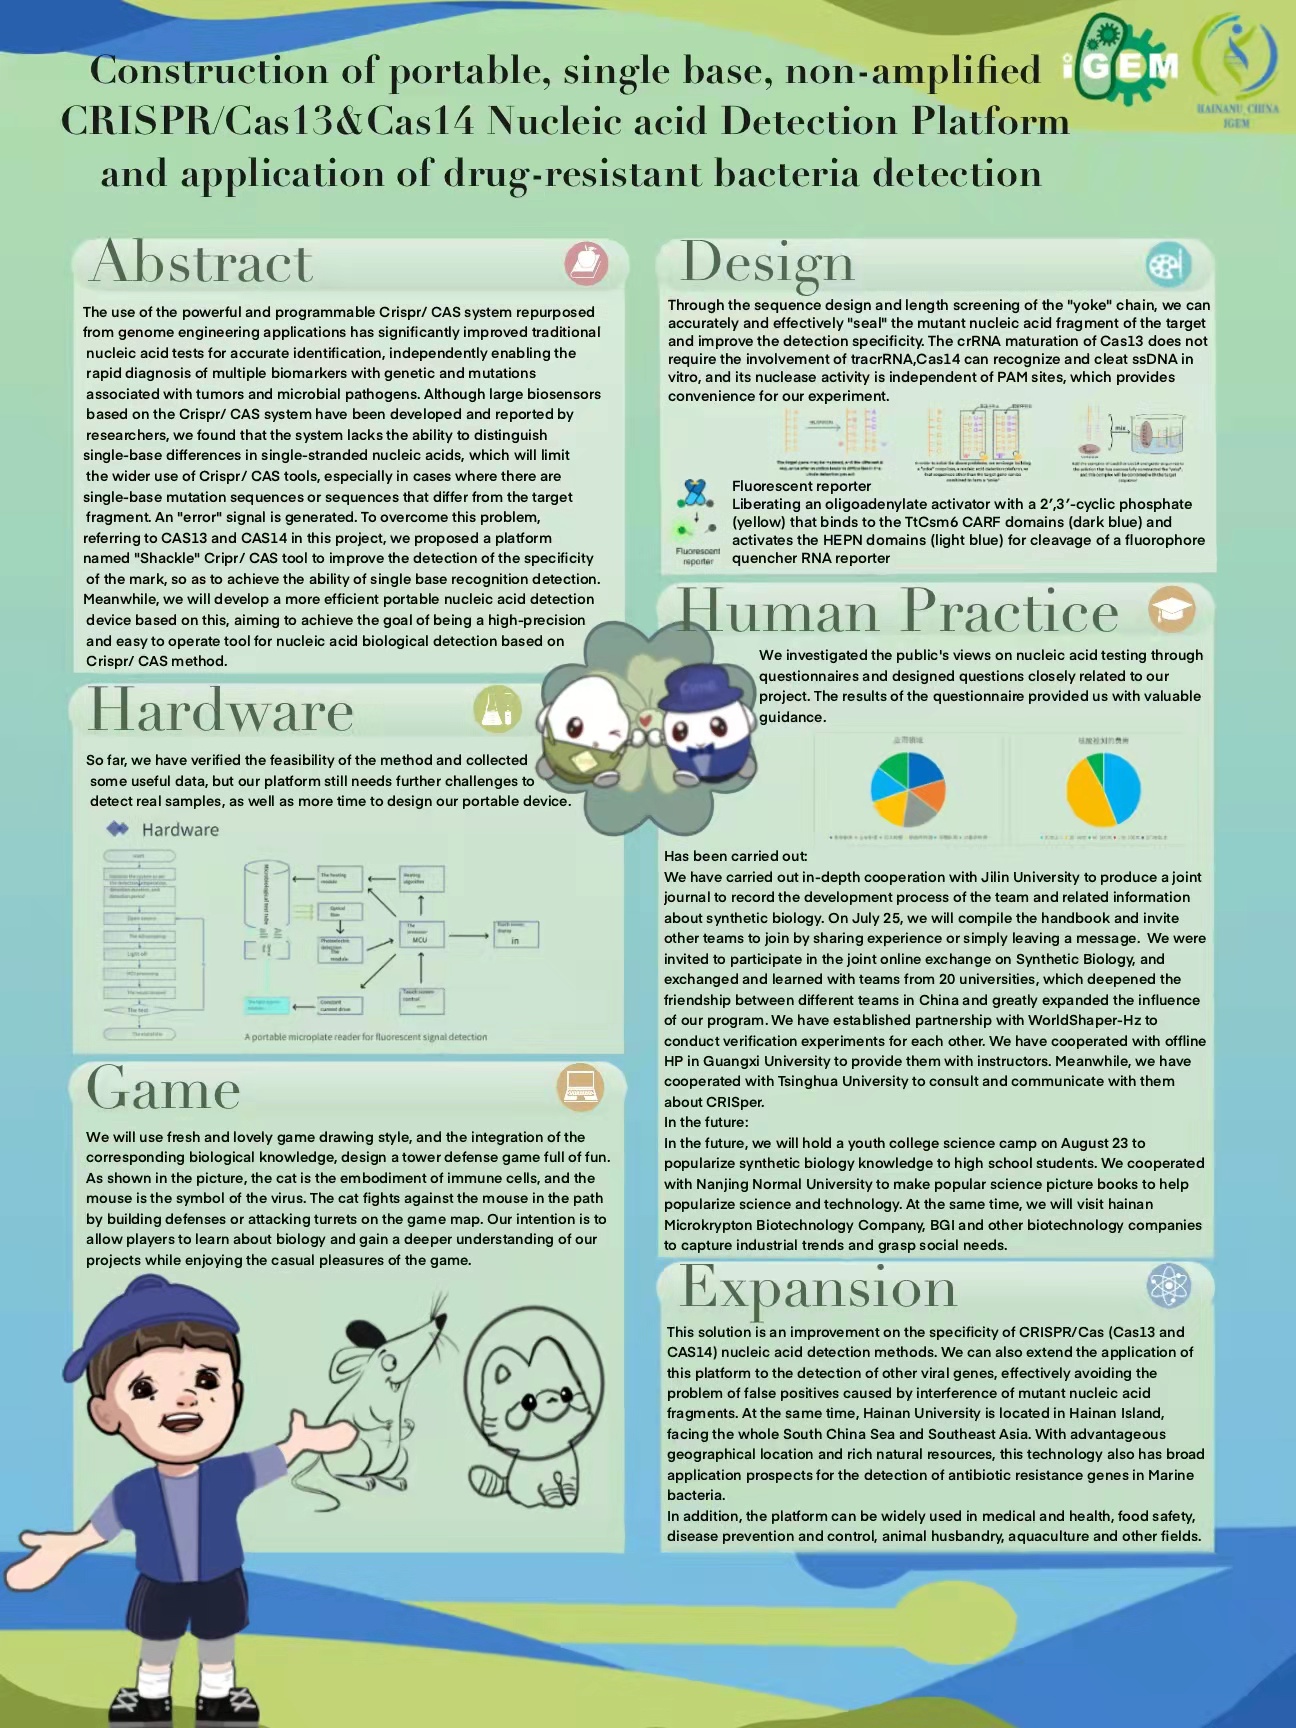 Construction of portable, single base, non-amplified
CRISPR/Cas13&Cas14 Nucleic acid Detection Platform
and application of drug-resistant bacteria detection
iGEM
HAINANU_CHINA
IGEM
Abstract
The use of the powerful and programmable Crispr/ CAS system repurposed
from genome engineering applications has significantly improved traditional
nucleic acid tests for accurate identification, independently enabling the
rapid diagnosis of multiple biomarkers with genetic and mutations
associated with tumors and microbial pathogens. Although large biosensors
based on the Crispr/ CAS system have been developed and reported by
researchers, we found that the system lacks the ability to distinguish
single-base differences in single-stranded nucleic acids, which will limit
the wider use of Crispr/ CAS tools, especially in cases where there are
single-base mutation sequences or sequences that differ from the target
fragment. An "error" signal is generated. To overcome this problem,
referring to CAS13 and CAS14 in this project, we proposed a platform
named "Shackle" Cripr/ CAS tool to improve the detection of the specificity
of the mark, so as to achieve the ability of single base recognition detection.
Meanwhile, we will develop a more efficient portable nucleic acid detection
device based on this, aiming to achieve the goal of being a high-precision
and easy to operate tool for nucleic acid biological detection based on
Crispr/ CAS method.
Hardware
So far, we have verified the feasibility of the method and collected
some useful data, but our platform still needs further challenges to
detect real samples, as well as more time to design our portable device.
Hardware
start
Light off
The heating
module
Heating
algorithm
Optical
filter
The
processor
MCU
in
Constant
current drive
A portable microplate reader for fluorescent signal detection
Game
We will use fresh and lovely game drawing style, and the integration of the
corresponding biological knowledge, design a tower defense game full of fun.
As shown in the picture, the cat is the embodiment of immune cells, and the
mouse is the symbol of the virus. The cat fights against the mouse in the path
by building defenses or attacking turrets on the game map. Our intention is to
allow players to learn about biology and gain a deeper understanding of our
projects while enjoying the casual pleasures of the game.
Design
Through the sequence design and length screening of the "yoke" chain, we can
accurately and effectively "seal" the mutant nucleic acid fragment of the target
and improve the detection specificity. The crRNA maturation of Cas13 does not
require the involvement of tracrRNA,Cas14 can recognize and cleat ssDNA in
vitro, and its nuclease activity is independent of PAM sites, which provides
convenience for our experiment.
mix
Fluorescent reporter
Liberating an oligoadenylate activator with a 2′,3′-cyclic phosphate
(yellow) that binds to the TtCsm6 CARF domains (dark blue) and
activates the HEPN domains (light blue) for cleavage of a fluorophore
quencher RNA reporter
Fluorescent
reporter
Human Practice
We investigated the public's views on nucleic acid testing through
questionnaires and designed questions closely related to our
project. The results of the questionnaire provided us with valuable
guidance.
Has been carried out:
We have carried out in-depth cooperation with Jilin University to produce a joint
journal to record the development process of the team and related information
about synthetic biology. On July 25, we will compile the handbook and invite
other teams to join by sharing experience or simply leaving a message.  We were
invited to participate in the joint online exchange on Synthetic Biology, and
exchanged and learned with teams from 20 universities, which deepened the
friendship between different teams in China and greatly expanded the influence
of our program. We have established partnership with WorldShaper-Hz to
conduct verification experiments for each other. We have cooperated with offline
HP in Guangxi University to provide them with instructors. Meanwhile, we have
cooperated with Tsinghua University to consult and communicate with them
about CRISper.
In the future:
In the future, we will hold a youth college science camp on August 23 to
popularize synthetic biology knowledge to high school students. We cooperated
with Nanjing Normal University to make popular science picture books to help
popularize science and technology. At the same time, we will visit hainan
Microkrypton Biotechnology Company, BGI and other biotechnology companies
to capture industrial trends and grasp social needs.
Expansion
This solution is an improvement on the specificity of CRISPR/Cas (Cas13 and
CAS14) nucleic acid detection methods. We can also extend the application of
this platform to the detection of other viral genes, effectively avoiding the
problem of false positives caused by interference of mutant nucleic acid
fragments. At the same time, Hainan University is located in Hainan Island,
facing the whole South China Sea and Southeast Asia. With advantageous
geographical location and rich natural resources, this technology also has broad
application prospects for the detection of antibiotic resistance genes in Marine
bacteria.
In addition, the platform can be widely used in medical and health, food safety,
disease prevention and control, animal husbandry, aquaculture and other fields.